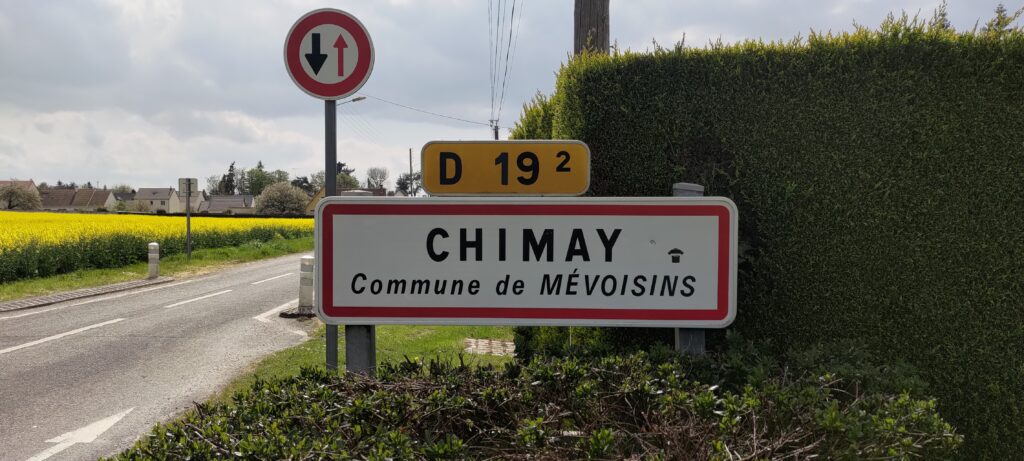 D 19 2
CHIMAY
Commune de MÉVOISINS